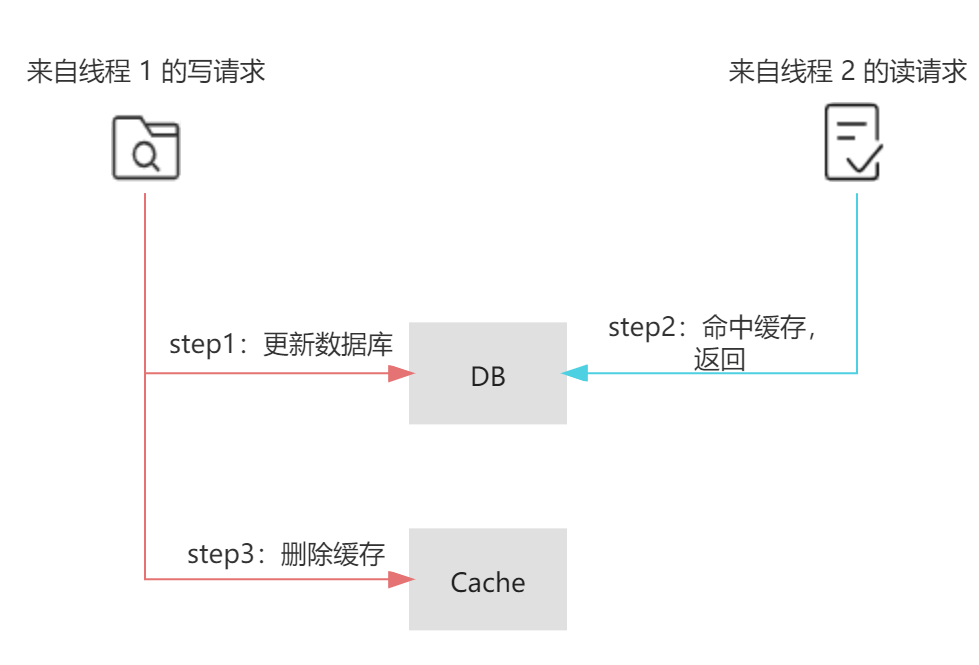 来自线程 1 的写请求
来自线程 2 的读请求
step1：更新数据库
step2：命中缓存，
返回
DB
step3：删除缓存
Cache